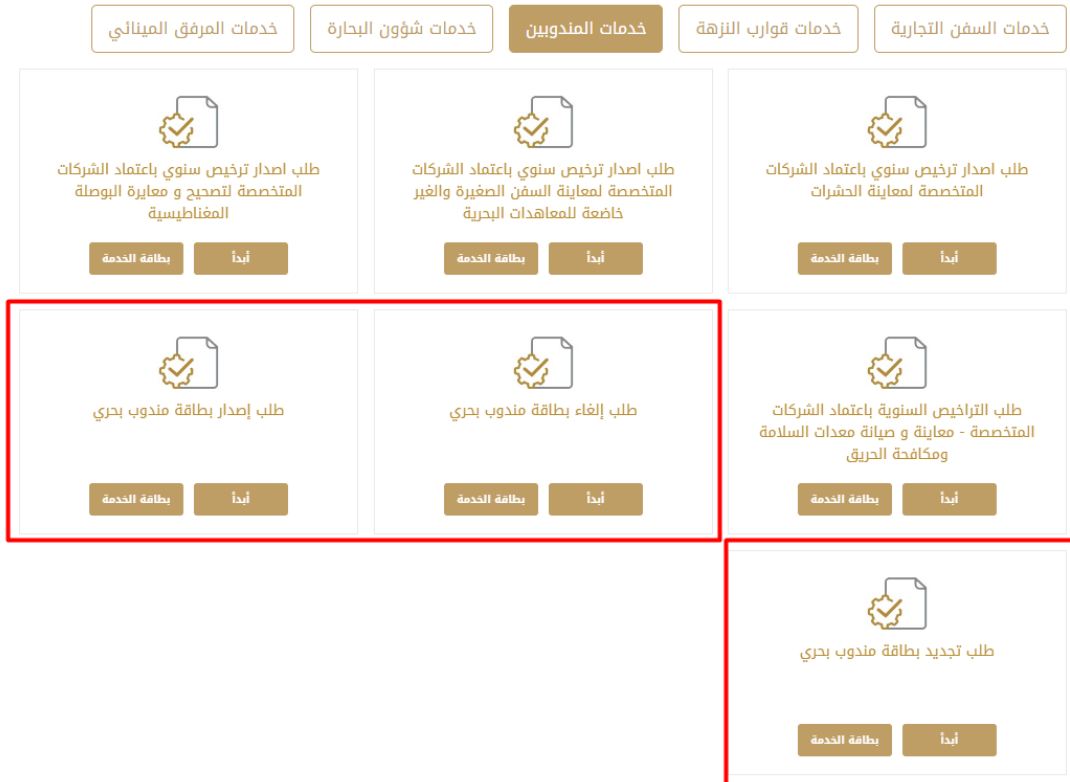 خدمات السفن التجارية
خدمات قوارب النزهة
خدمات المندوبين
خدمات شؤون البحارة
خدمات المرفق المينائي
طلب اصدار ترخيص سنوي باعتماد الشركات
المتخصصة لمعاينة الحشرات
أبدأ
بطاقة الخدمة
طلب اصدار ترخيص سنوي باعتماد الشركات
المتخصصة لمعاينة السفن الصغيرة والغير
خاضعة للمعاهدات البحرية
أبدأ
بطاقة الخدمة
طلب اصدار ترخيص سنوي باعتماد الشركات
المتخصصة لتصحيح و معايرة البوصلة
المغناطيسية
أبدأ
بطاقة الخدمة
طلب التراخيص السنوية باعتماد الشركات
المتخصصة - معاينة و صيانة معدات السلامة
ومكافحة الحريق
أبدأ
بطاقة الخدمة
طلب إلغاء بطاقة مندوب بحري
أبدأ
بطاقة الخدمة
طلب إصدار بطاقة مندوب بحري
أبدأ
بطاقة الخدمة
طلب تجديد بطاقة مندوب بحري
أبدأ
بطاقة الخدمة